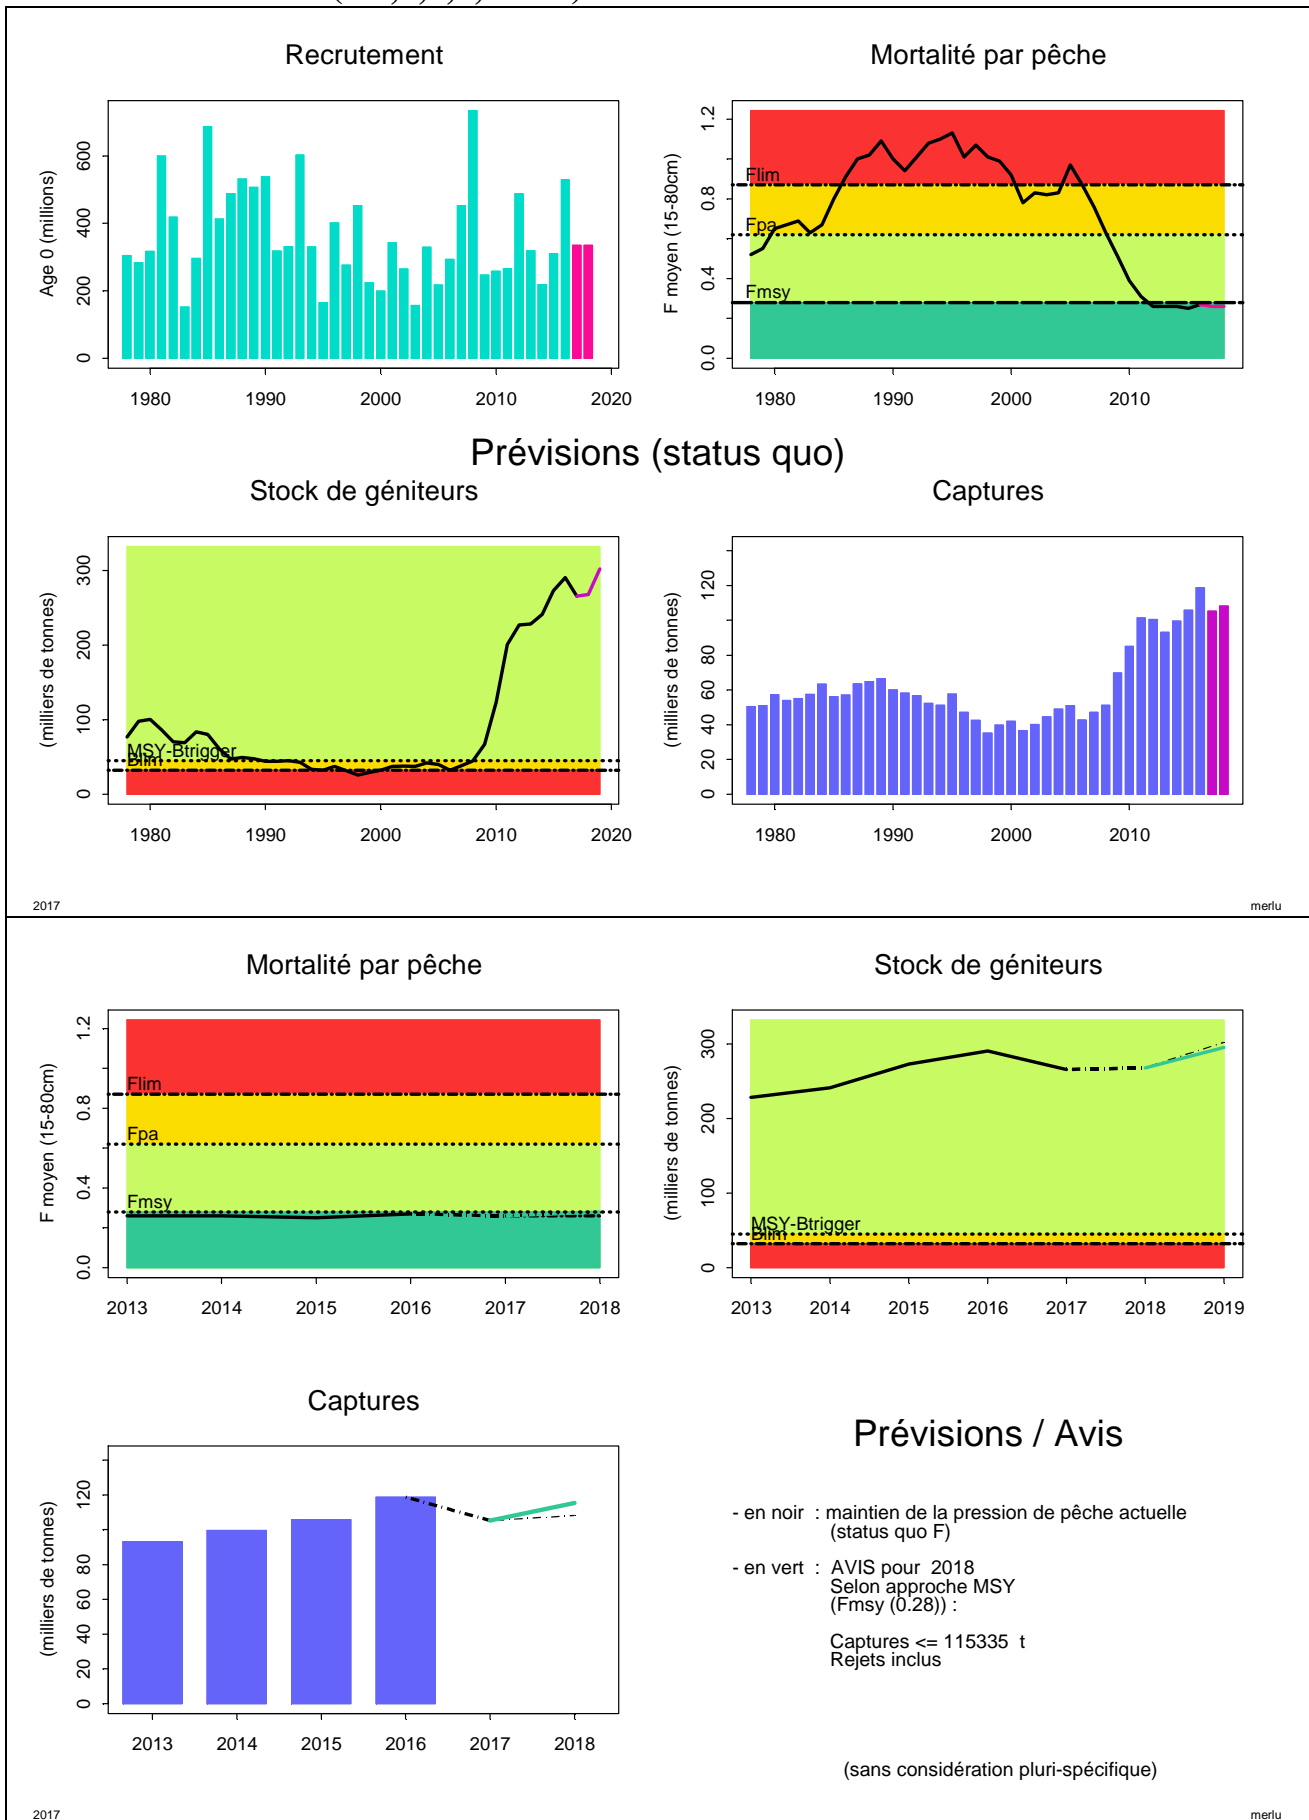 Recrutement
Age 0 (millions)
0 200 400 600
1980 1990 2000 2010 2020
Mortalité par pêche
F moyen (15-80cm)
0.0 0.4 0.8 1.2
Flim
Fpa
Fmsy
1980 1990 2000 2010
Prévisions (status quo)
Stock de géniteurs
(milliers de tonnes)
0 100 200 300
MSY-Btrigger
Blim
1980 1990 2000 2010 2020
Captures
(milliers de tonnes)
0 20 40 60 80 120
1980 1990 2000 2010
2017
merlu
Mortalité par pêche
F moyen (15-80cm)
0.0 0.4 0.8 1.2
Flim
Fpa
Fmsy
2013 2014 2015 2016 2017 2018
Stock de géniteurs
(milliers de tonnes)
0 100 200 300
MSY-Btrigger
Blim
2013 2014 2015 2016 2017 2018 2019
Captures
(milliers de tonnes)
0 20 40 60 80 120
2013 2014 2015 2016 2017 2018
Prévisions / Avis
- en noir : maintien de la pression de pêche actuelle
(status quo F)
- en vert : AVIS pour 2018
Selon approche MSY
(Fmsy (0.28)) :
Captures <= 115335 t
Rejets inclus
(sans considération pluri-spécifique)
2017
merlu